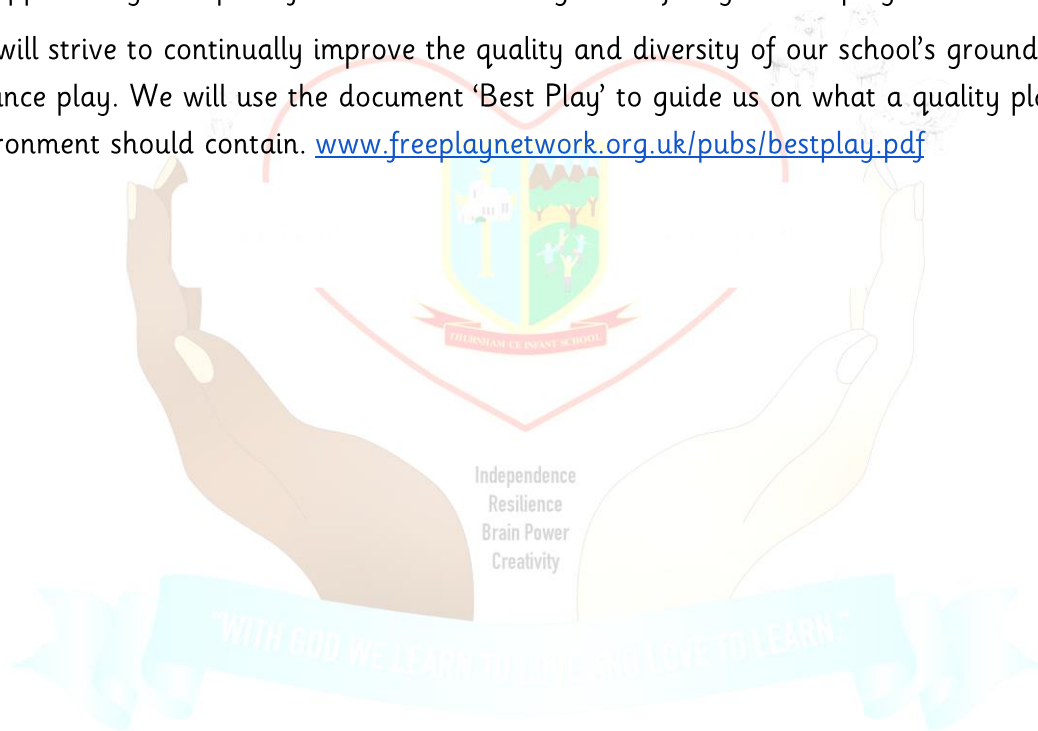 will strive to continually improve the quality and diversity of our school’s ground
ance play. We will use the document ‘Best Play’ to guide us on what a quality pla
ronment should contain. www.freeplaynetwork.org.uk/pubs/bestplay.pdf
THURNHAM CE INFANT SCHOOL
Independence
Resilience
Brain Power
Creativity
"WITH GOD WE LEARN TO LOVE AND LOVE TO LEARN."